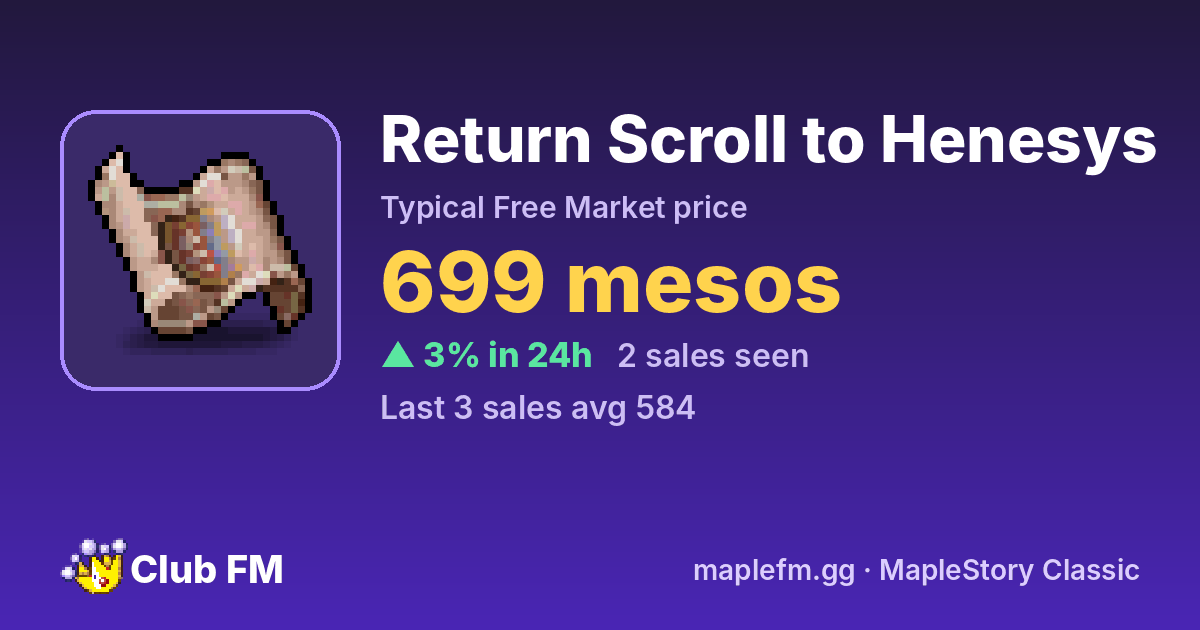 Return Scroll to Henesys
Typical Free Market price
699 mesos
▲ 3% in 24h 2 sales seen
Last 3 sales avg 584
Club FM
maplefm.gg · MapleStory Classic